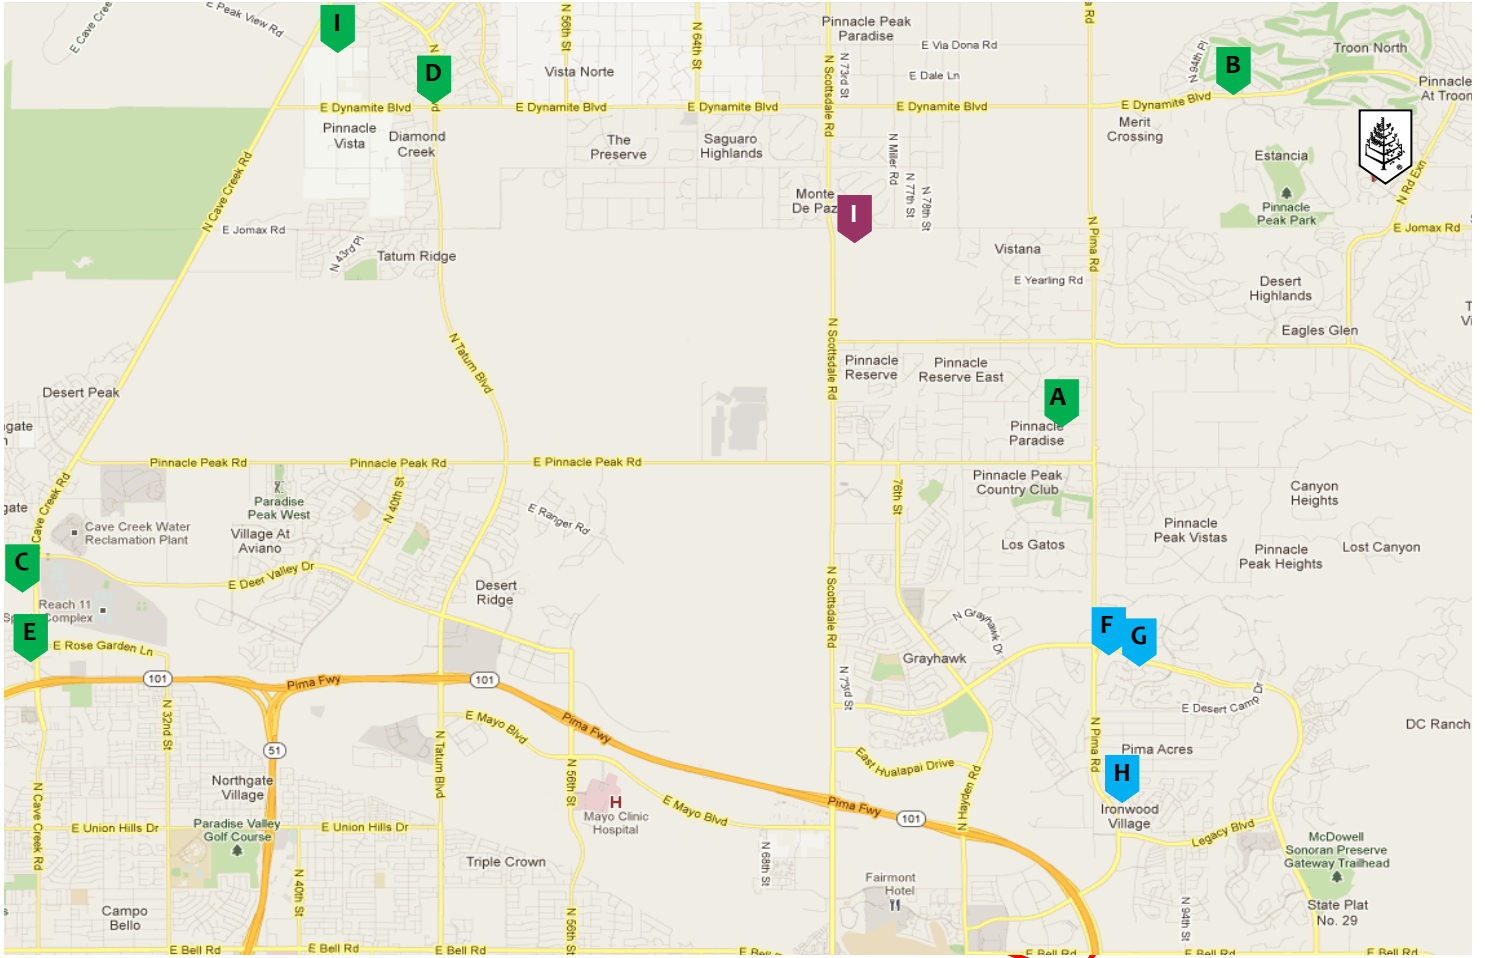 E Cave Cree
E Peak View Rd
I
N
D
Rd
N 56th St
N 64th St
Pinnacle Peak
Paradise
N 73rd St
E Via Dona Rd
E Dale Ln
a Rd
N 94th Pl
B
Troon North
Pinnacle
At Troon
Vista Norte
E Dynamite Blvd
E Dynamite Blvd
E Dynamite Blvd
E Dynamite Blvd
E Dynamite Blvd
N Scottsdale Rd
Pinnacle
Vista
Diamond
Creek
The
Preserve
Saguaro
Highlands
Merit
Crossing
Estancia
Pinnacle
Peak Park
N Rd Exn
N Cave Creek Rd
E Jomax Rd
N 43rd Pl
Tatum Ridge
Monte
De Paz
I
N Miller Rd
N 77th St
N 78th St
N Pima Rd
Vistana
E Yearling Rd
E Jomax Rd
Desert
Highlands
Eagles Glen
T
Vi
N Tatum Blvd
N Scottsdale Rd
Pinnacle
Reserve
Pinnacle
Reserve East
A
Pinnacle
Paradise
Desert Peak
gate
n
Pinnacle Peak Rd
Pinnacle Peak Rd
E Pinnacle Peak Rd
Pinnacle Peak
Country Club
Canyon
Heights
gate
Cave Creek Rd
Cave Creek Water
Reclamation Plant
Paradise
Peak West
Village At
Aviano
N 40th St
E Ranger Rd
76th St
Los Gatos
Pinnacle
Peak Vistas
Pinnacle
Peak Heights
Lost Canyon
C
E Deer Valley Dr
Desert
Ridge
N Scottsdale Rd
Reach 11
Sp Complex
E
E Rose Garden Ln
N Grayhawk Dr
Grayhawk
F
G
101
Pima Fwy
101
Pima Fwy
N 73rd St
E Desert Camp Dr
DC Ranch
N 32nd St
51
N Tatum Blvd
E Mayo Blvd
East Hualapai Drive
N Hayden Rd
N Pima Rd
Pima Acres
H
Ironwood
Village
Northgate
Village
N Cave Creek Rd
N 56th St
H
Mayo Clinic
Hospital
E Mayo Blvd
Pima Fwy
101
Legacy Blvd
E Union Hills Dr
Paradise Valley
Golf Course
E Union Hills Dr
McDowell
Sonoran Preserve
Gateway Trailhead
Triple Crown
N 68th St
Fairmont
Hotel
N 40th St
N 56th St
N 94th St
State Plat
No. 29
Campo
Bello
E Bell Rd
E Bell Rd
E Bell
E Bell Rd
E Bell Rd
E Bell Rd